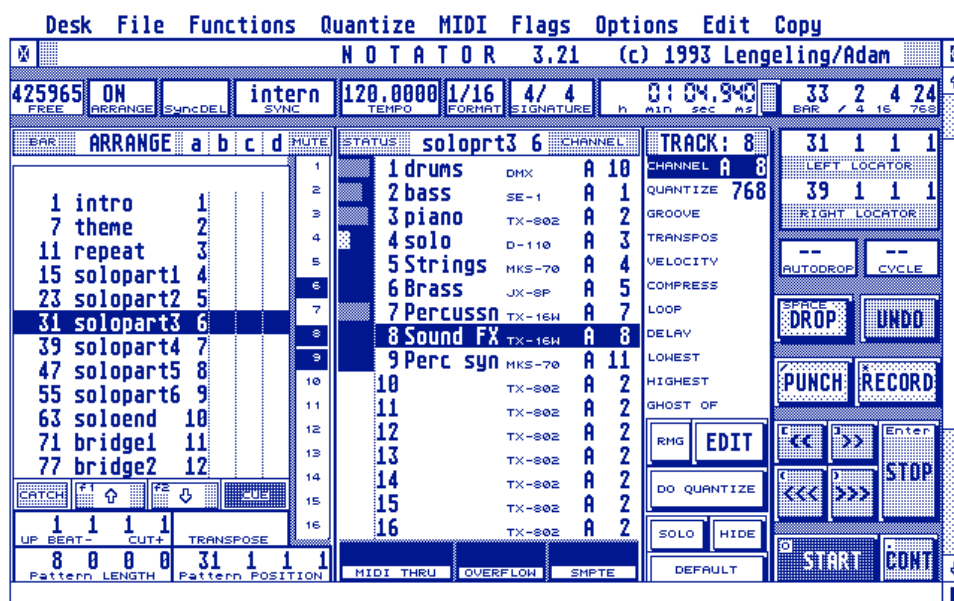 Desk File Functions Quantize MIDI Flags Options Edit Copy
N O T A T O R 3.21 (c) 1993 Lengeling/Adam
425965 ON intern 120.0000 1/16 4/ 4 0:01:04.940 33 2 4 24
FREE ARRANGE SyncDEL SYNC TEMPO FORMAT SIGNATURE h min sec ms BAR / 4 16 768
BAR ARRANGE a b c d MUTE
1 intro 1
7 theme 2
11 repeat 3
15 solopart1 4
23 solopart2 5
31 solopart3 6
39 solopart4 7
47 solopart5 8
55 solopart6 9
63 soloend 10
71 bridge1 11
77 bridge2 12
1
2
3
4
5
6
7
8
9
10
11
12
13
14
15
16
CATCH f1 f2 CUE
1 1 1 1
UP BEAT- CUT+ TRANSPOSE
8 0 0 0 31 1 1 1
Pattern LENGTH Pattern POSITION
STATUS soloprt3 6 CHANNEL
1 drums DMX A 10
2 bass SE-1 A 1
3 piano TX-802 A 2
4 solo D-110 A 3
5 Strings MKS-70 A 4
6 Brass JX-8P A 5
7 Percussn TX-16W A 7
8 Sound FX TX-16W A 8
9 Perc syn MKS-70 A 11
10 TX-802 A 2
11 TX-802 A 2
12 TX-802 A 2
13 TX-802 A 2
14 TX-802 A 2
15 TX-802 A 2
16 TX-802 A 2
MIDI THRU OVERFLOW SMPTE
TRACK: 8
CHANNEL A 8
QUANTIZE 768
GROOVE
TRANSPOS
VELOCITY
COMPRESS
LOOP
DELAY
LOWEST
HIGHEST
GHOST OF
RMG EDIT
DO QUANTIZE
SOLO HIDE
DEFAULT
31 1 1 1
LEFT LOCATOR
39 1 1 1
RIGHT LOCATOR
-- --
AUTODROP CYCLE
SPACE
DROP UNDO
PUNCH RECORD
[ << ] >> Enter
STOP
( <<< ) >>>
START CONT